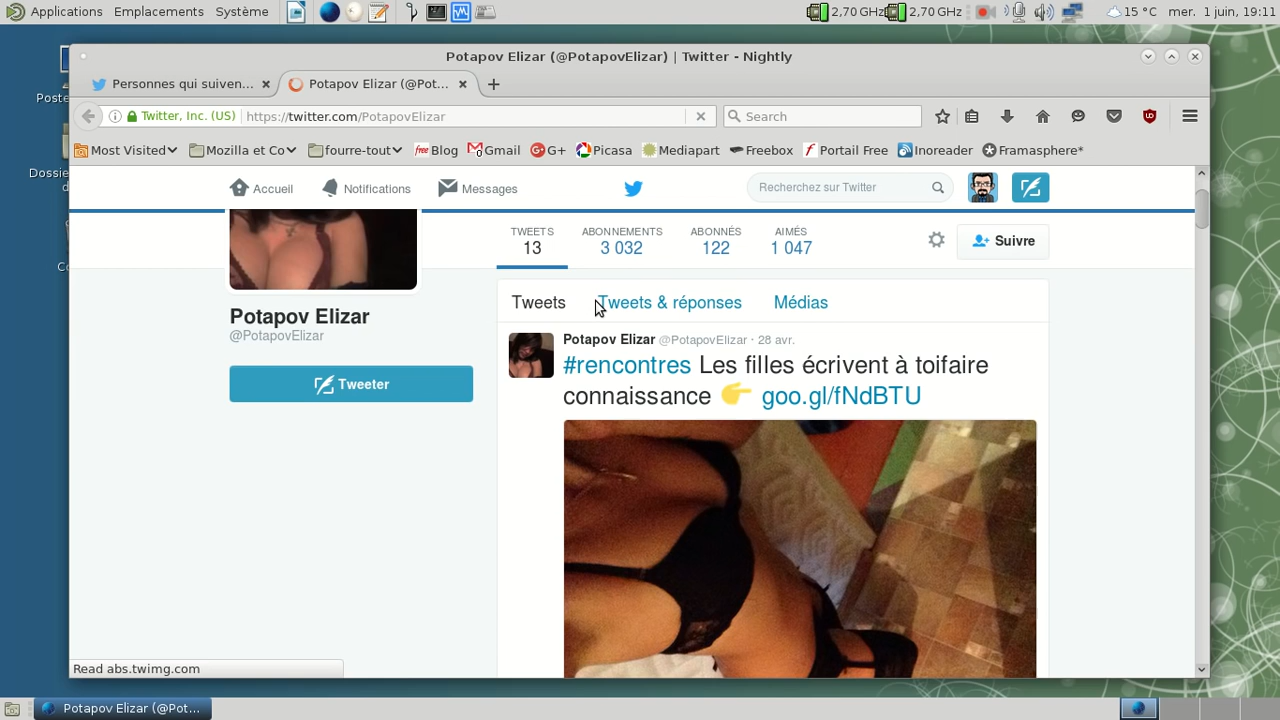 Applications Emplacements Système 2,70 GHz 2,70 GHz 15 °C mer. 1 juin, 19:11
Potapov Elizar (@PotapovElizar) | Twitter - Nightly
Personnes qui suiven... Potapov Elizar (@Pot...
Twitter, Inc. (US) https://twitter.com/PotapovElizar Search
Most Visited Mozilla et Co fourre-tout free Blog Gmail G+ Picasa Mediapart Freebox Portail Free Inoreader Framasphere*
Accueil Notifications Messages Recherchez sur Twitter
TWEETS ABONNEMENTS ABONNÉS AIMÉS
13 3 032 122 1 047
Suivre
Tweets Tweets & réponses Médias
Potapov Elizar
@PotapovElizar
Tweeter
Potapov Elizar @PotapovElizar · 28 avr.
#rencontres Les filles écrivent à toifaire
connaissance 👉 goo.gl/fNdBTU
Read abs.twimg.com
Potapov Elizar (@Pot...